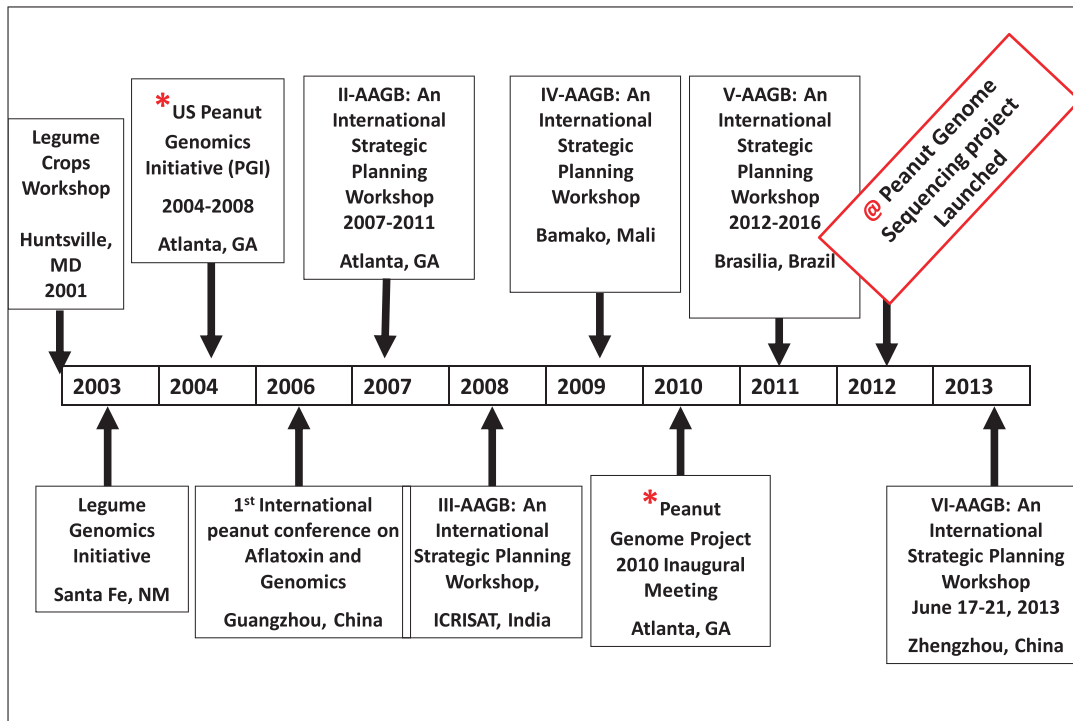 Legume
Crops
Workshop
Huntsville,
MD
2001
*US Peanut
Genomics
Initiative (PGI)
2004-2008
Atlanta, GA
II-AAGB: An
International
Strategic
Planning
Workshop
2007-2011
Atlanta, GA
IV-AAGB: An
International
Strategic
Planning
Workshop
Bamako, Mali
V-AAGB: An
International
Strategic
Planning
Workshop
2012-2016
Brasilia, Brazil
@ Peanut Genome
Sequencing project
Launched
2003 2004 2006 2007 2008 2009 2010 2011 2012 2013
Legume
Genomics
Initiative
Santa Fe, NM
1st International
peanut conference on
Aflatoxin and
Genomics
Guangzhou, China
III-AAGB: An
International
Strategic Planning
Workshop,
ICRISAT, India
*Peanut
Genome Project
2010 Inaugural
Meeting
Atlanta, GA
VI-AAGB: An
International
Strategic Planning
Workshop
June 17-21, 2013
Zhengzhou, China